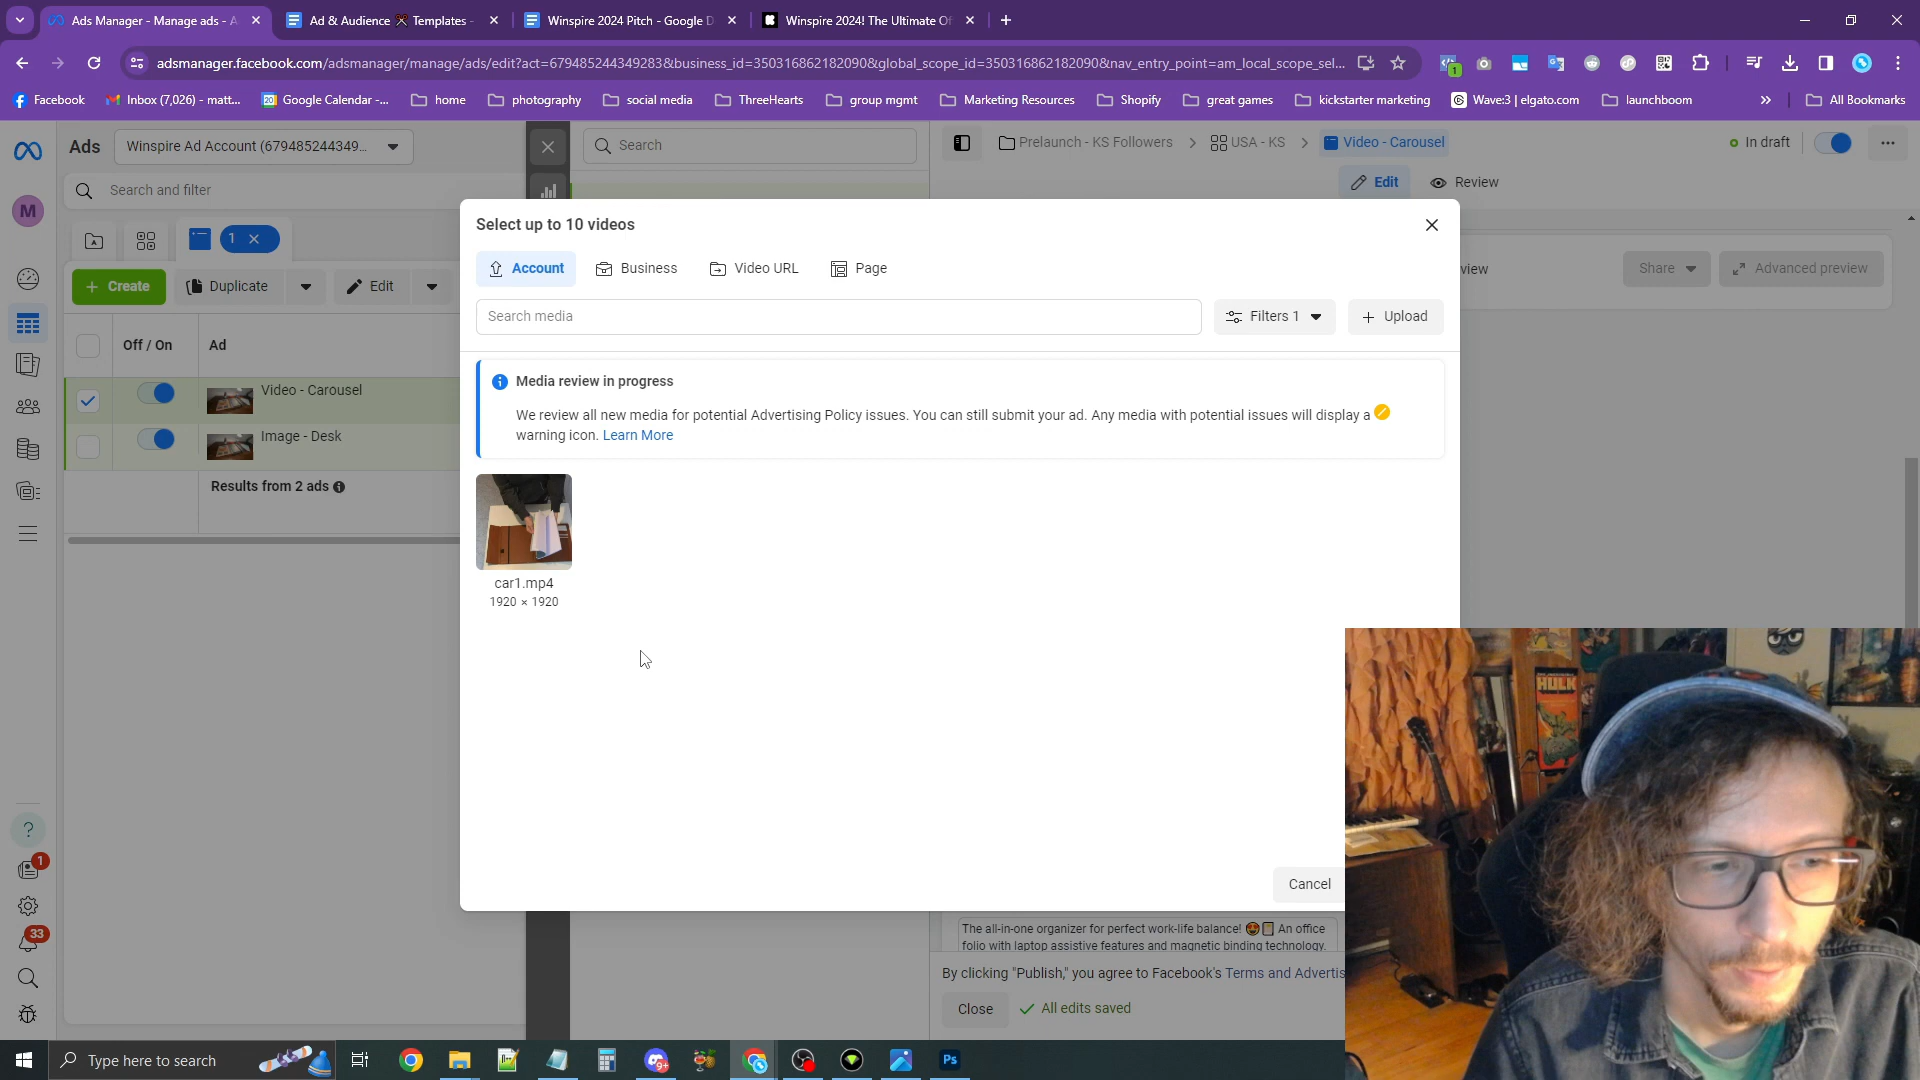 Ads Manager - Manage ads - A
Ad & Audience Templates -
Winspire 2024 Pitch - Google D
Winspire 2024! The Ultimate Of
adsmanager.facebook.com/adsmanager/manage/ads/edit?act=679485244349283&business_id=350316862182090&global_scope_id=350316862182090&nav_entry_point=am_local_scope_sel...
1
Facebook
Inbox (7,026) - matt...
Google Calendar -...
home
photography
social media
ThreeHearts
group mgmt
Marketing Resources
Shopify
great games
kickstarter marketing
Wave:3 | elgato.com
launchboom
All Bookmarks
Ads
Winspire Ad Account (679485244349...
Search
Prelaunch - KS Followers
USA - KS
Video - Carousel
In draft
Search and filter
Edit
Review
M
1
Create
Duplicate
Edit
Off / On
Ad
Video - Carousel
Image - Desk
Results from 2 ads
Select up to 10 videos
Account
Business
Video URL
Page
Search media
Filters 1
Upload
view
Share
Advanced preview
Media review in progress
We review all new media for potential Advertising Policy issues. You can still submit your ad. Any media with potential issues will display a
warning icon. Learn More
car1.mp4
1920 × 1920
Cancel
HULK
1
33
The all-in-one organizer for perfect work-life balance! 😍 An office
folio with laptop assistive features and magnetic binding technology.
By clicking "Publish," you agree to Facebook's Terms and Advertis
Close
All edits saved
Type here to search
9+
Ps